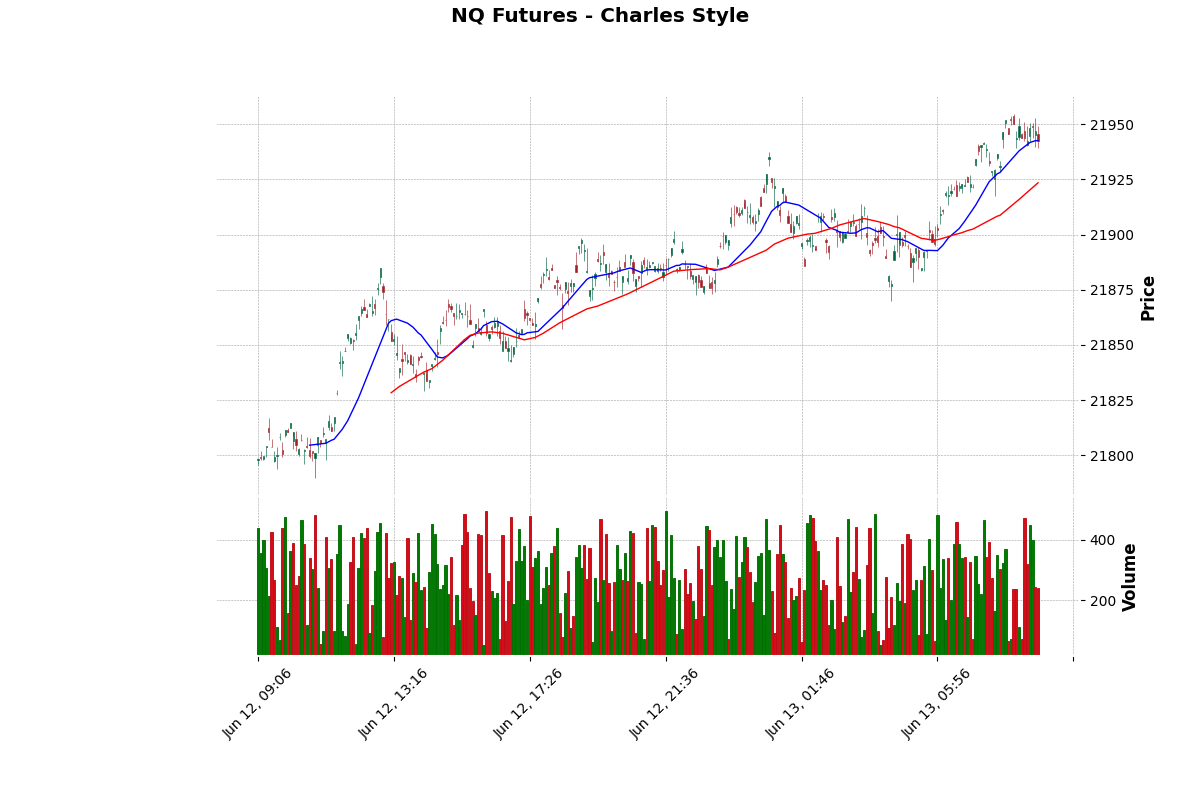 NQ Futures - Charles Style
21950
21925
21900
21875
21850
21825
21800
Price
400
200
Volume
Jun 12, 09:06
Jun 12, 13:16
Jun 12, 17:26
Jun 12, 21:36
Jun 13, 01:46
Jun 13, 05:56